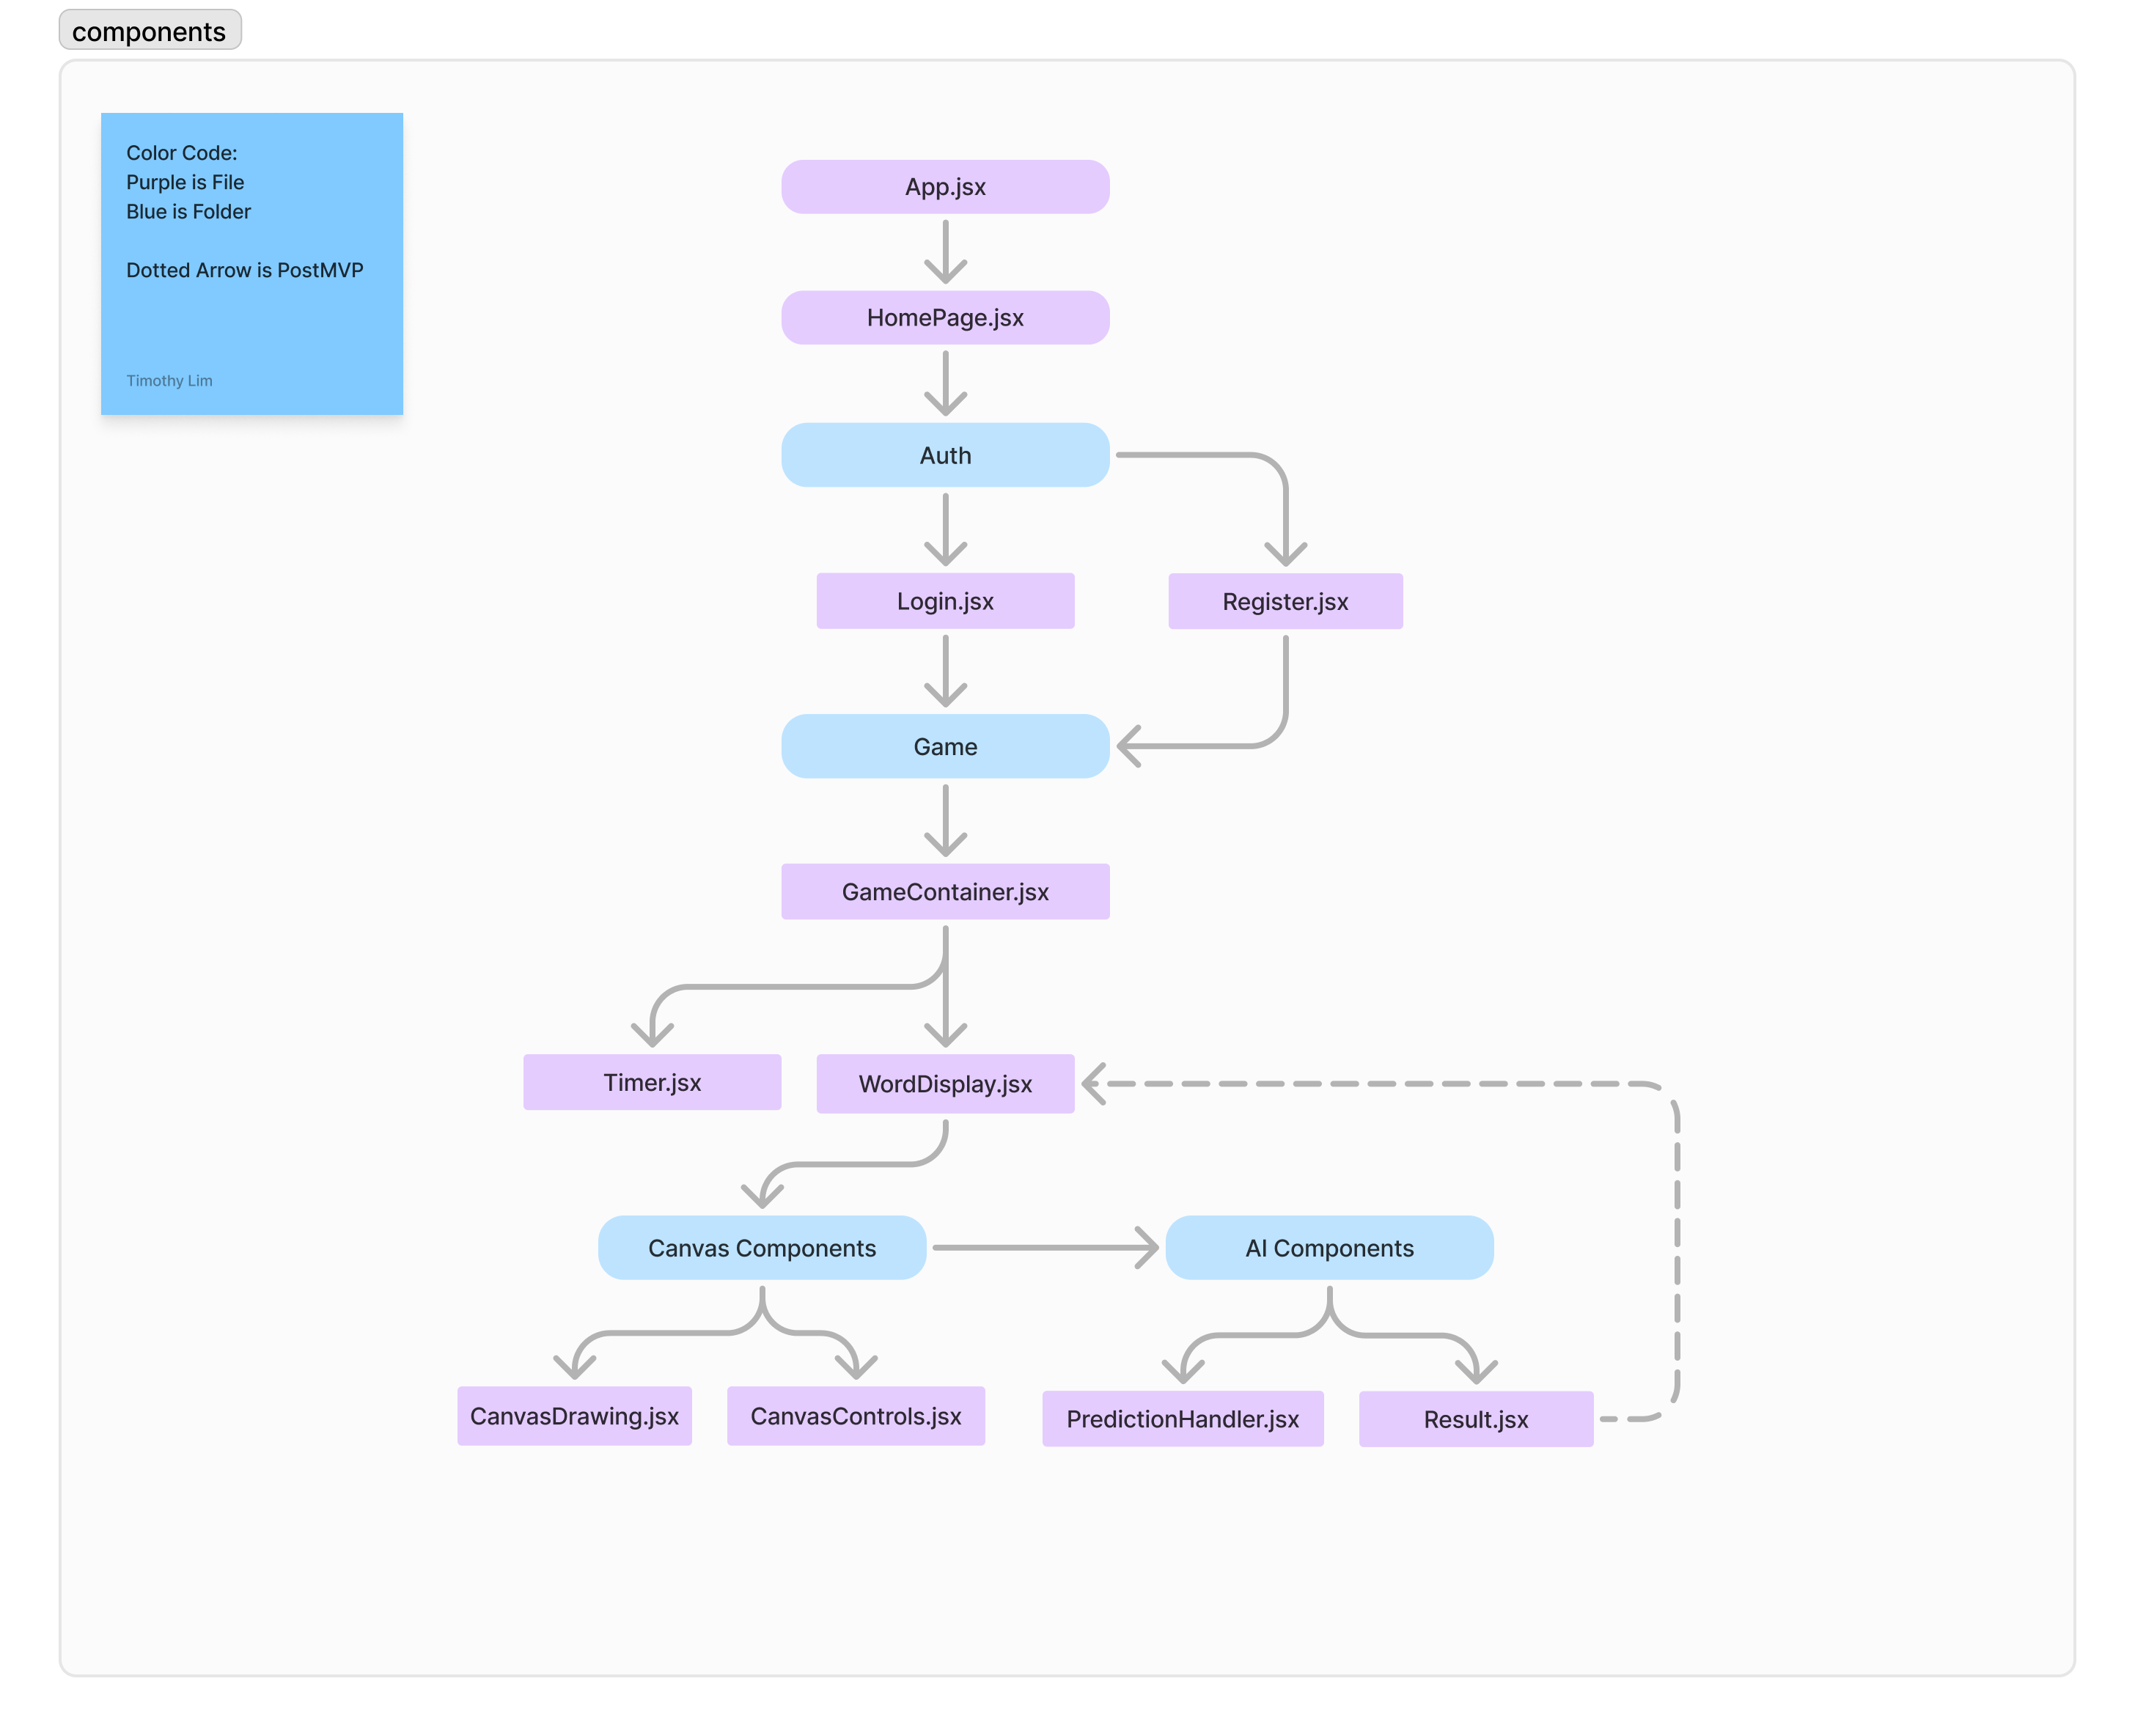 components
Color Code:
Purple is File
Blue is Folder
Dotted Arrow is PostMVP
Timothy Lim
App.jsx
HomePage.jsx
Auth
Login.jsx
Register.jsx
Game
GameContainer.jsx
Timer.jsx
WordDisplay.jsx
Canvas Components
AI Components
CanvasDrawing.jsx
CanvasControls.jsx
PredictionHandler.jsx
Result.jsx